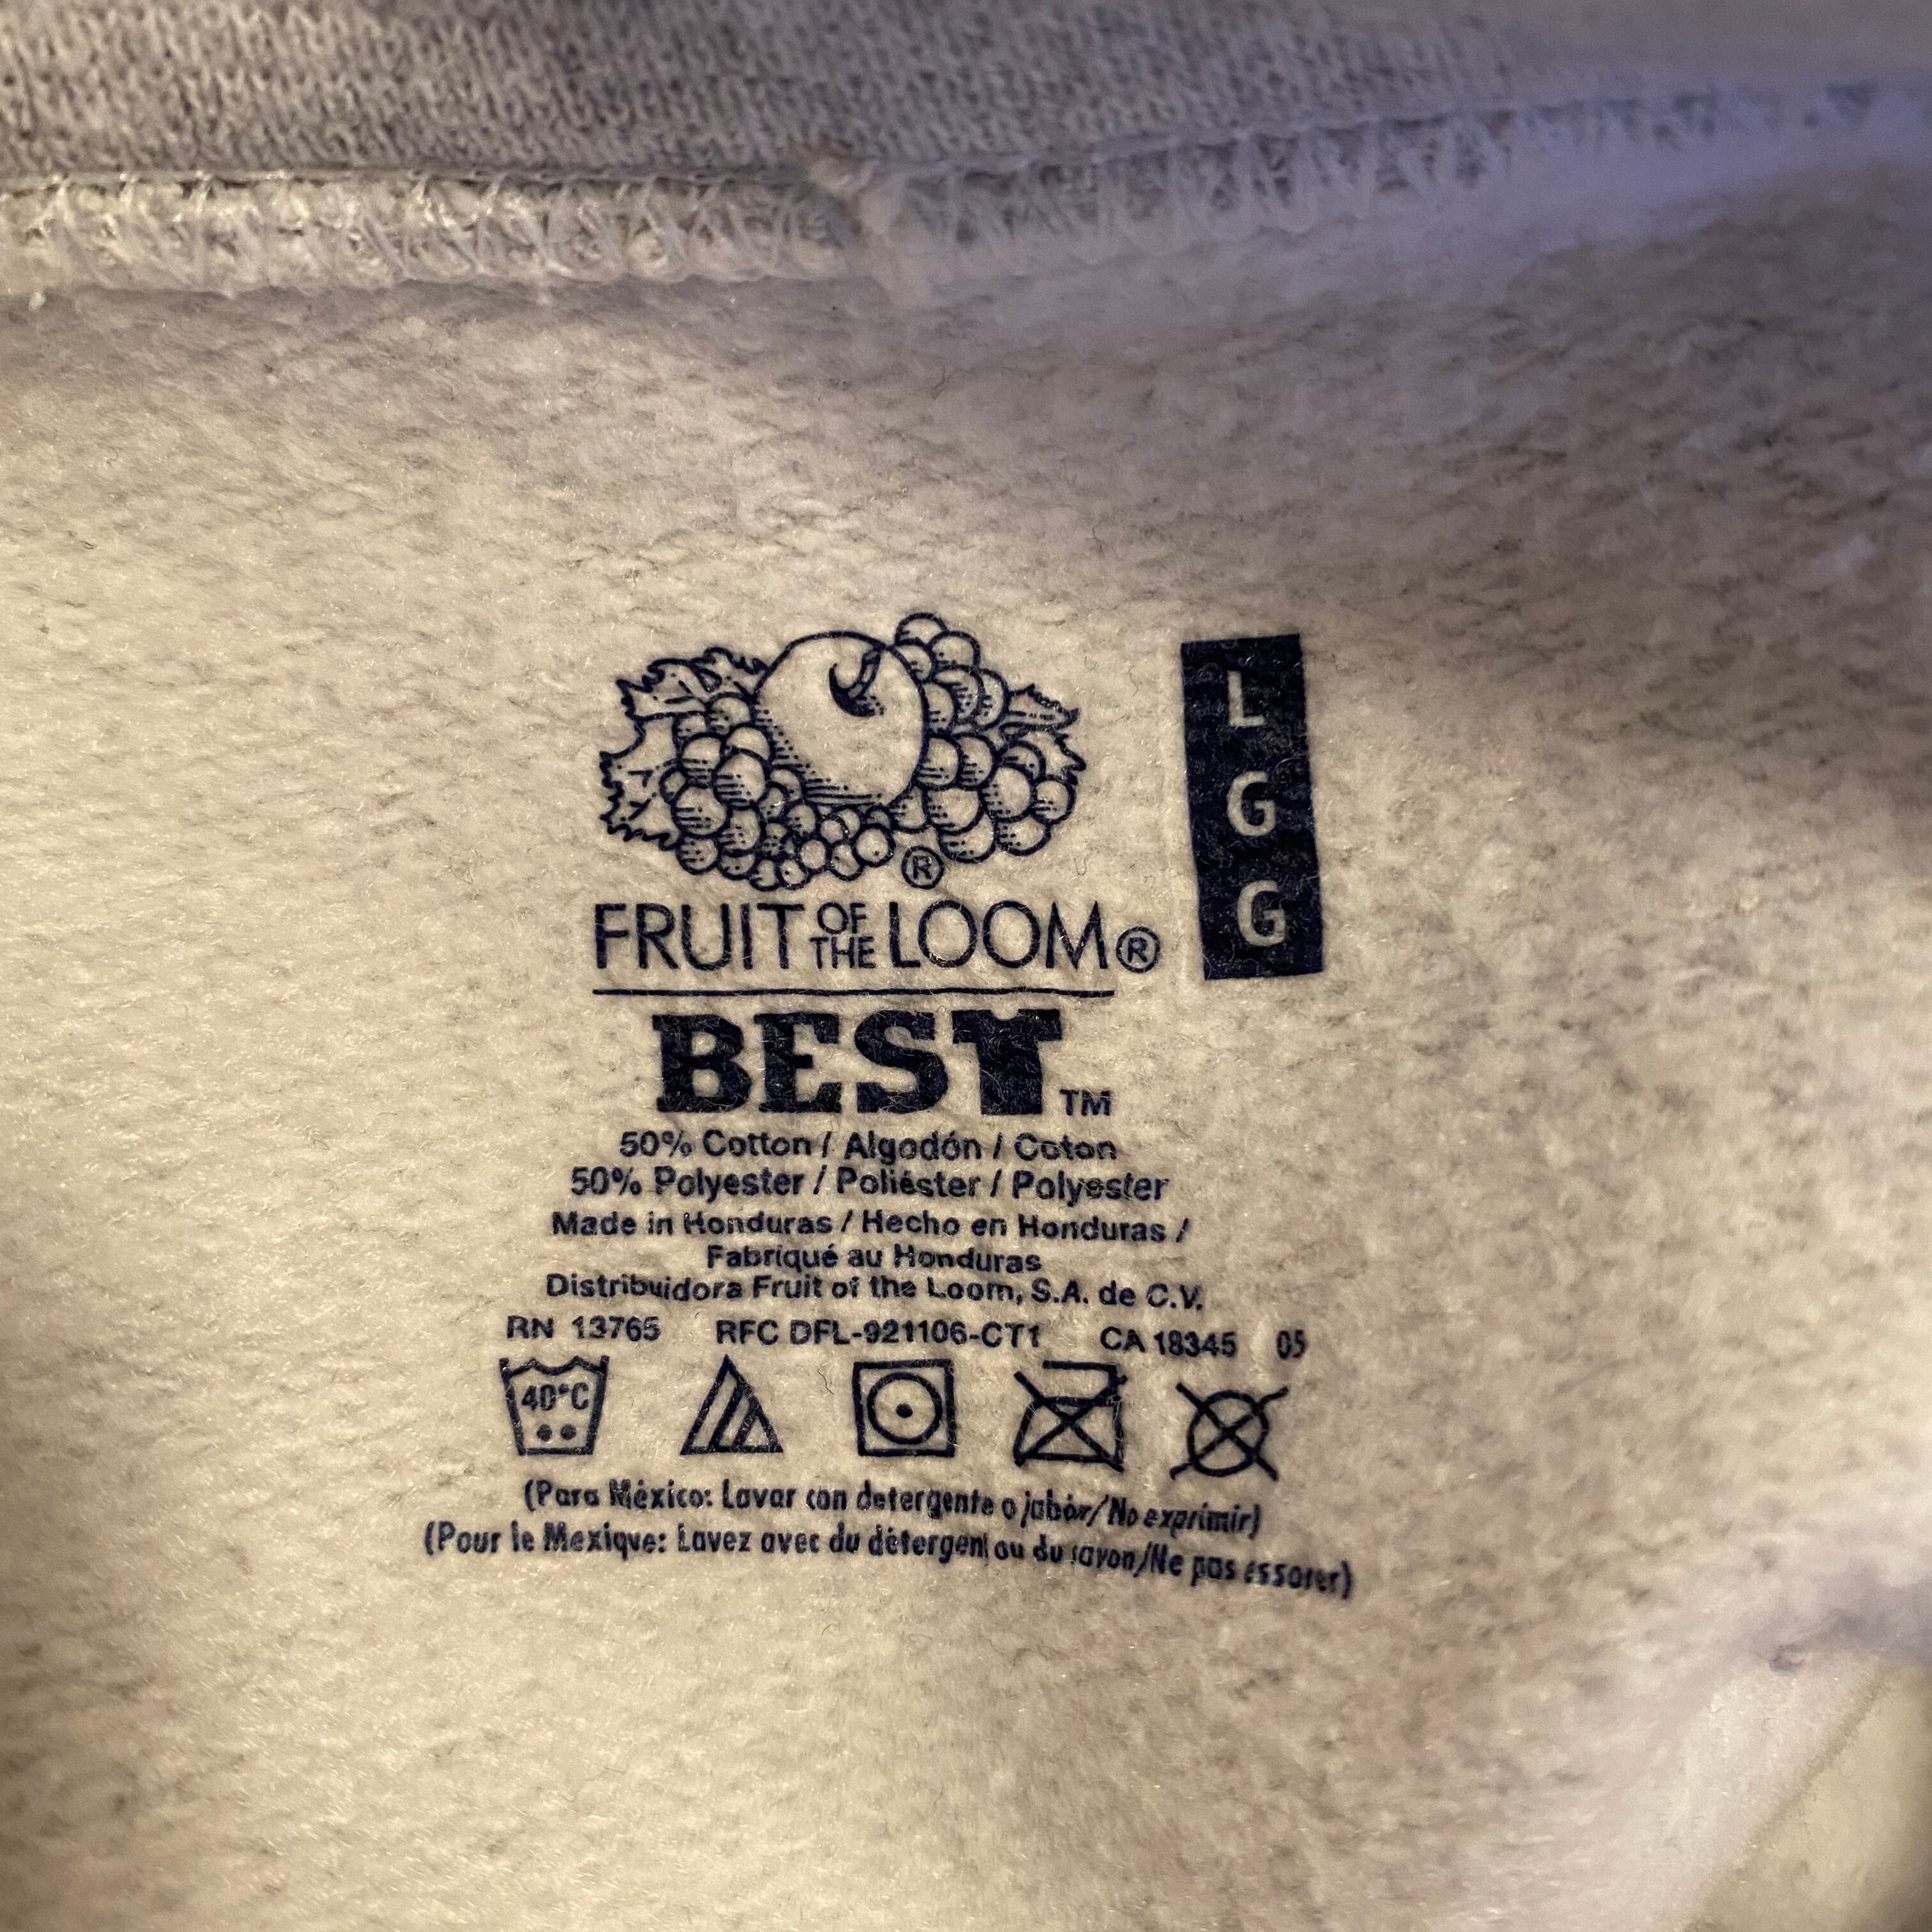 L
G
G
®
FRUIT OF THE LOOM®
BEST™
50% Cotton / Algodón / Coton
50% Polyester / Poliéster / Polyester
Made in Honduras / Hecho en Honduras /
Fabriqué au Honduras
Distribuidora Fruit of the Loom, S.A. de C.V.
RN 13765 RFC DFL-921106-CT1 CA 18345 05
40°C
(Para México: Lavar con detergente o jabón/No exprimir)
(Pour le Mexique: Lavez avec du détergent ou du savon/Ne pas essorer)